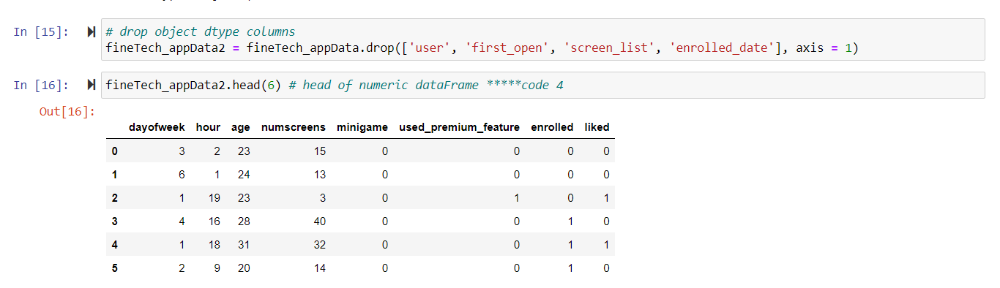 In [15]: # drop object dtype columns
fineTech_appData2 = fineTech_appData.drop(['user', 'first_open', 'screen_list', 'enrolled_date'], axis = 1)
In [16]: fineTech_appData2.head(6) # head of numeric dataFrame *****code 4
Out[16]:
dayofweek hour age numscreens minigame used_premium_feature enrolled liked
0 3 2 23 15 0 0 0 0
1 6 1 24 13 0 0 0 0
2 1 19 23 3 0 1 0 1
3 4 16 28 40 0 0 1 0
4 1 18 31 32 0 0 1 1
5 2 9 20 14 0 0 1 0